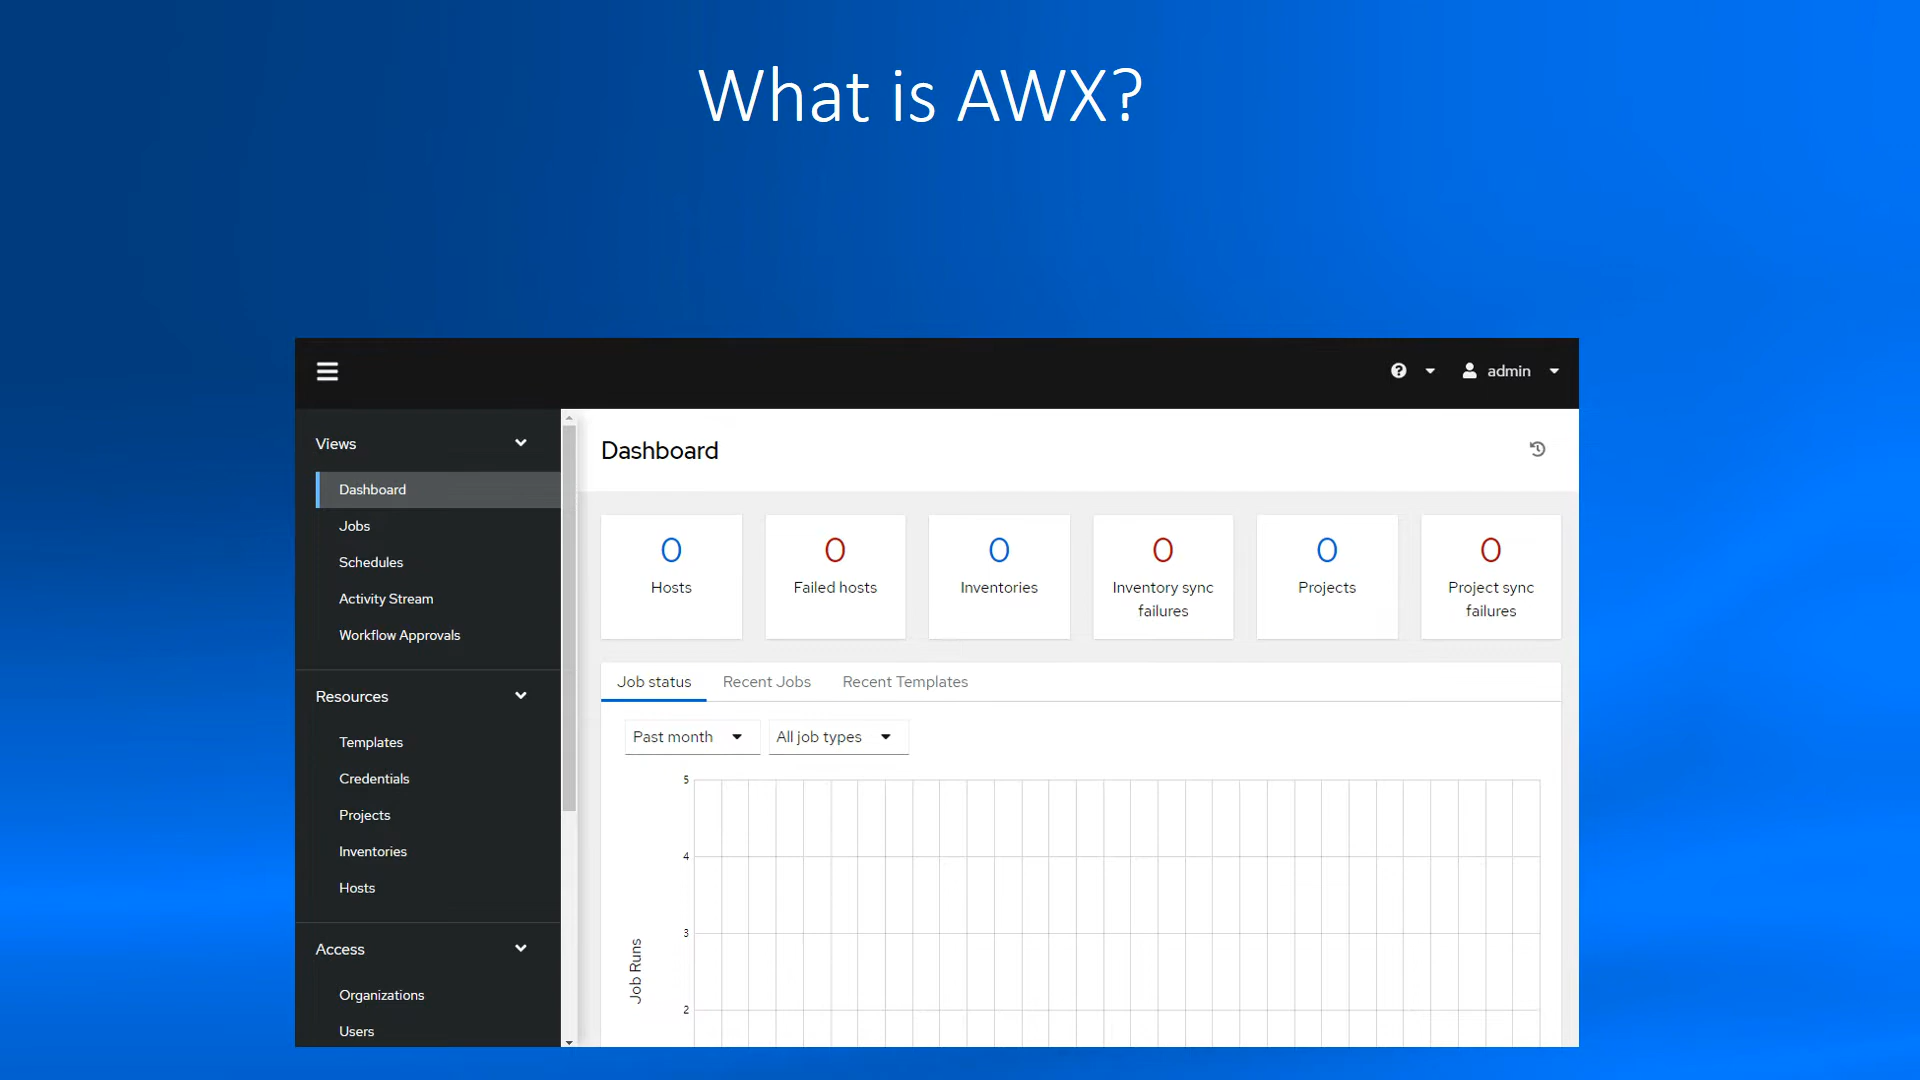 What is AWX?
admin
Views
Dashboard
Jobs
Schedules
Activity Stream
Workflow Approvals
Resources
Templates
Credentials
Projects
Inventories
Hosts
Access
Organizations
Users
Dashboard
0
Hosts
0
Failed hosts
0
Inventories
0
Inventory sync
failures
0
Projects
0
Project sync
failures
Job status Recent Jobs Recent Templates
Past month All job types
5
4
3
2
Job Runs